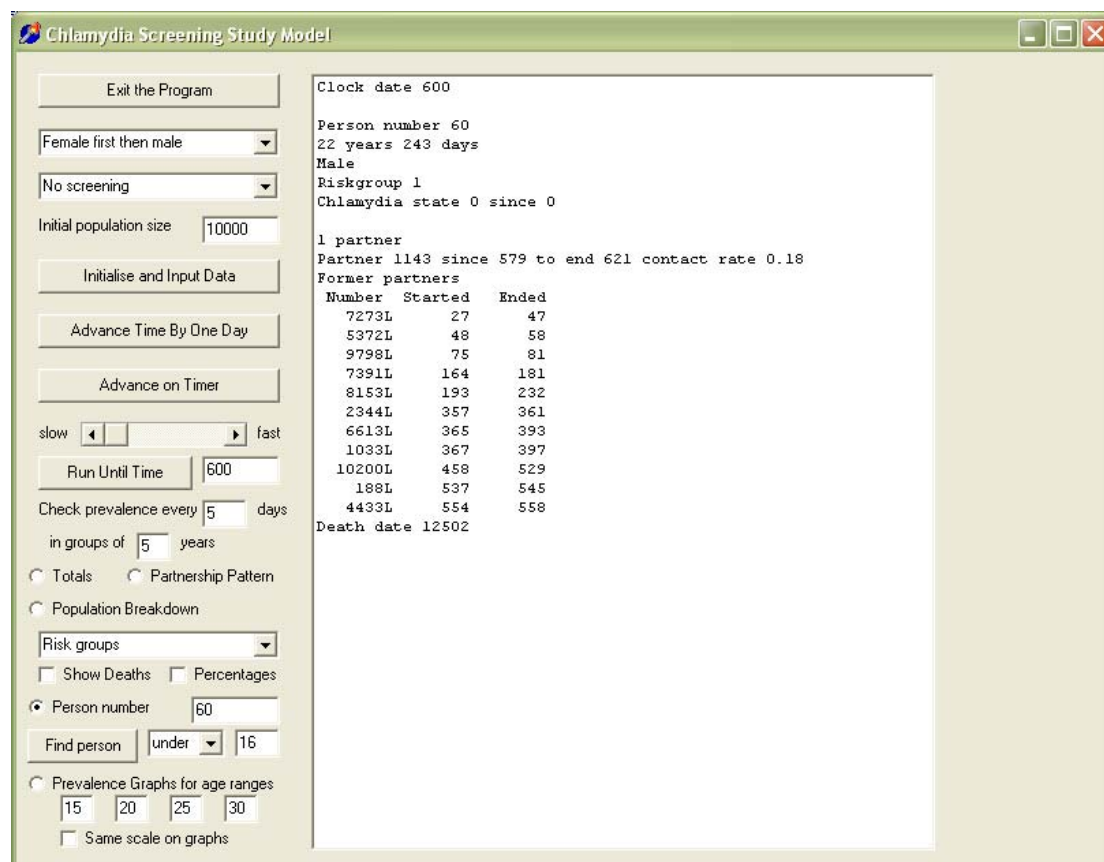 Chlamydia Screening Study Model
Exit the Program
Female first then male
No screening
Initial population size 10000
Initialise and Input Data
Advance Time By One Day
Advance on Timer
slow fast
Run Until Time 600
Check prevalence every 5 days
in groups of 5 years
Totals Partnership Pattern
Population Breakdown
Risk groups
Show Deaths Percentages
Person number 60
Find person under 16
Prevalence Graphs for age ranges
15 20 25 30
Same scale on graphs
Clock date 600
Person number 60
22 years 243 days
Male
Riskgroup 1
Chlamydia state 0 since 0
1 partner
Partner 1143 since 579 to end 621 contact rate 0.18
Former partners
Number Started Ended
7273L 27 47
5372L 48 58
9798L 75 81
7391L 164 181
8153L 193 232
2344L 357 361
6613L 365 393
1033L 367 397
10200L 458 529
188L 537 545
4433L 554 558
Death date 12502